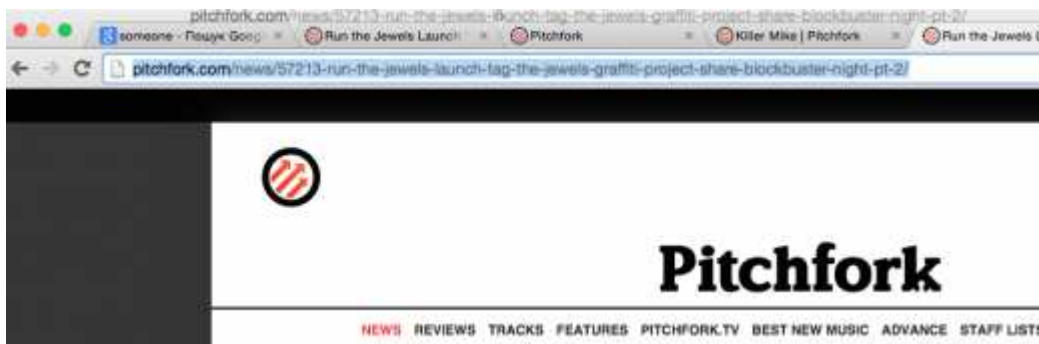 pitchfork.com/news/57213-run-the-jewels-launch-tag-the-jewels-graffiti-project-share-blockbuster-night-pt-2/
someone - Пошук Goog Run the Jewels Launch Pitchfork Killer Mike | Pitchfork Run the Jewels L
pitchfork.com/news/57213-run-the-jewels-launch-tag-the-jewels-graffiti-project-share-blockbuster-night-pt-2/
Pitchfork
NEWS REVIEWS TRACKS FEATURES PITCHFORK.TV BEST NEW MUSIC ADVANCE STAFF LISTS